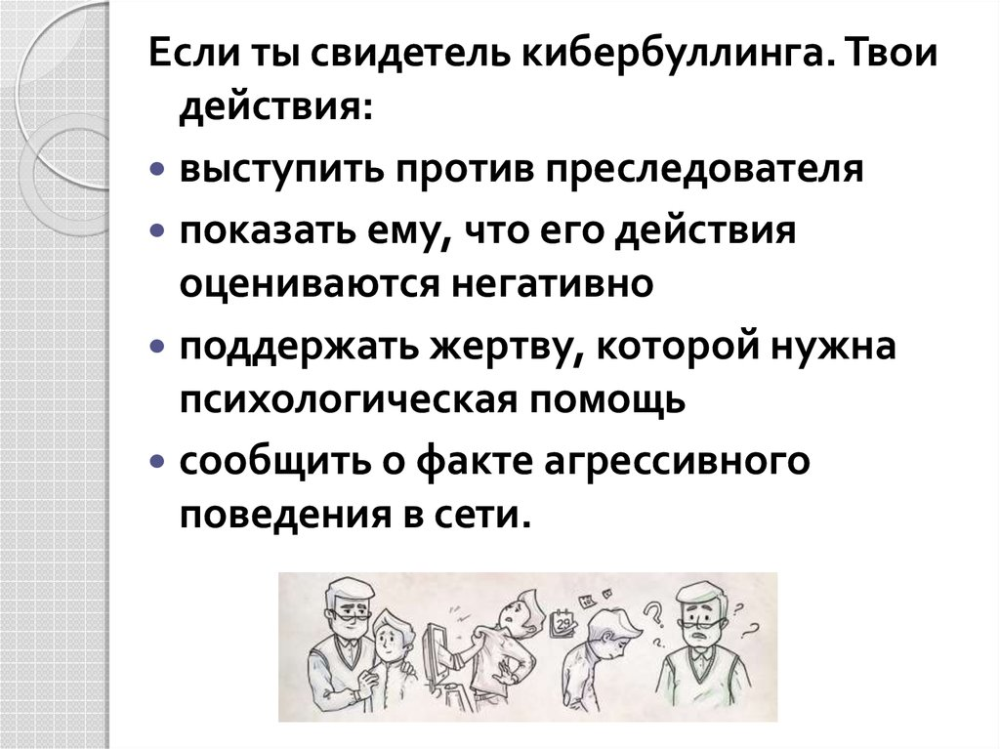 Если ты свидетель кибербуллинга. Твои
действия:
• выступить против преследователя
• показать ему, что его действия
оцениваются негативно
• поддержать жертву, которой нужна
психологическая помощь
• сообщить о факте агрессивного
поведения в сети.
29
? ? ? ?